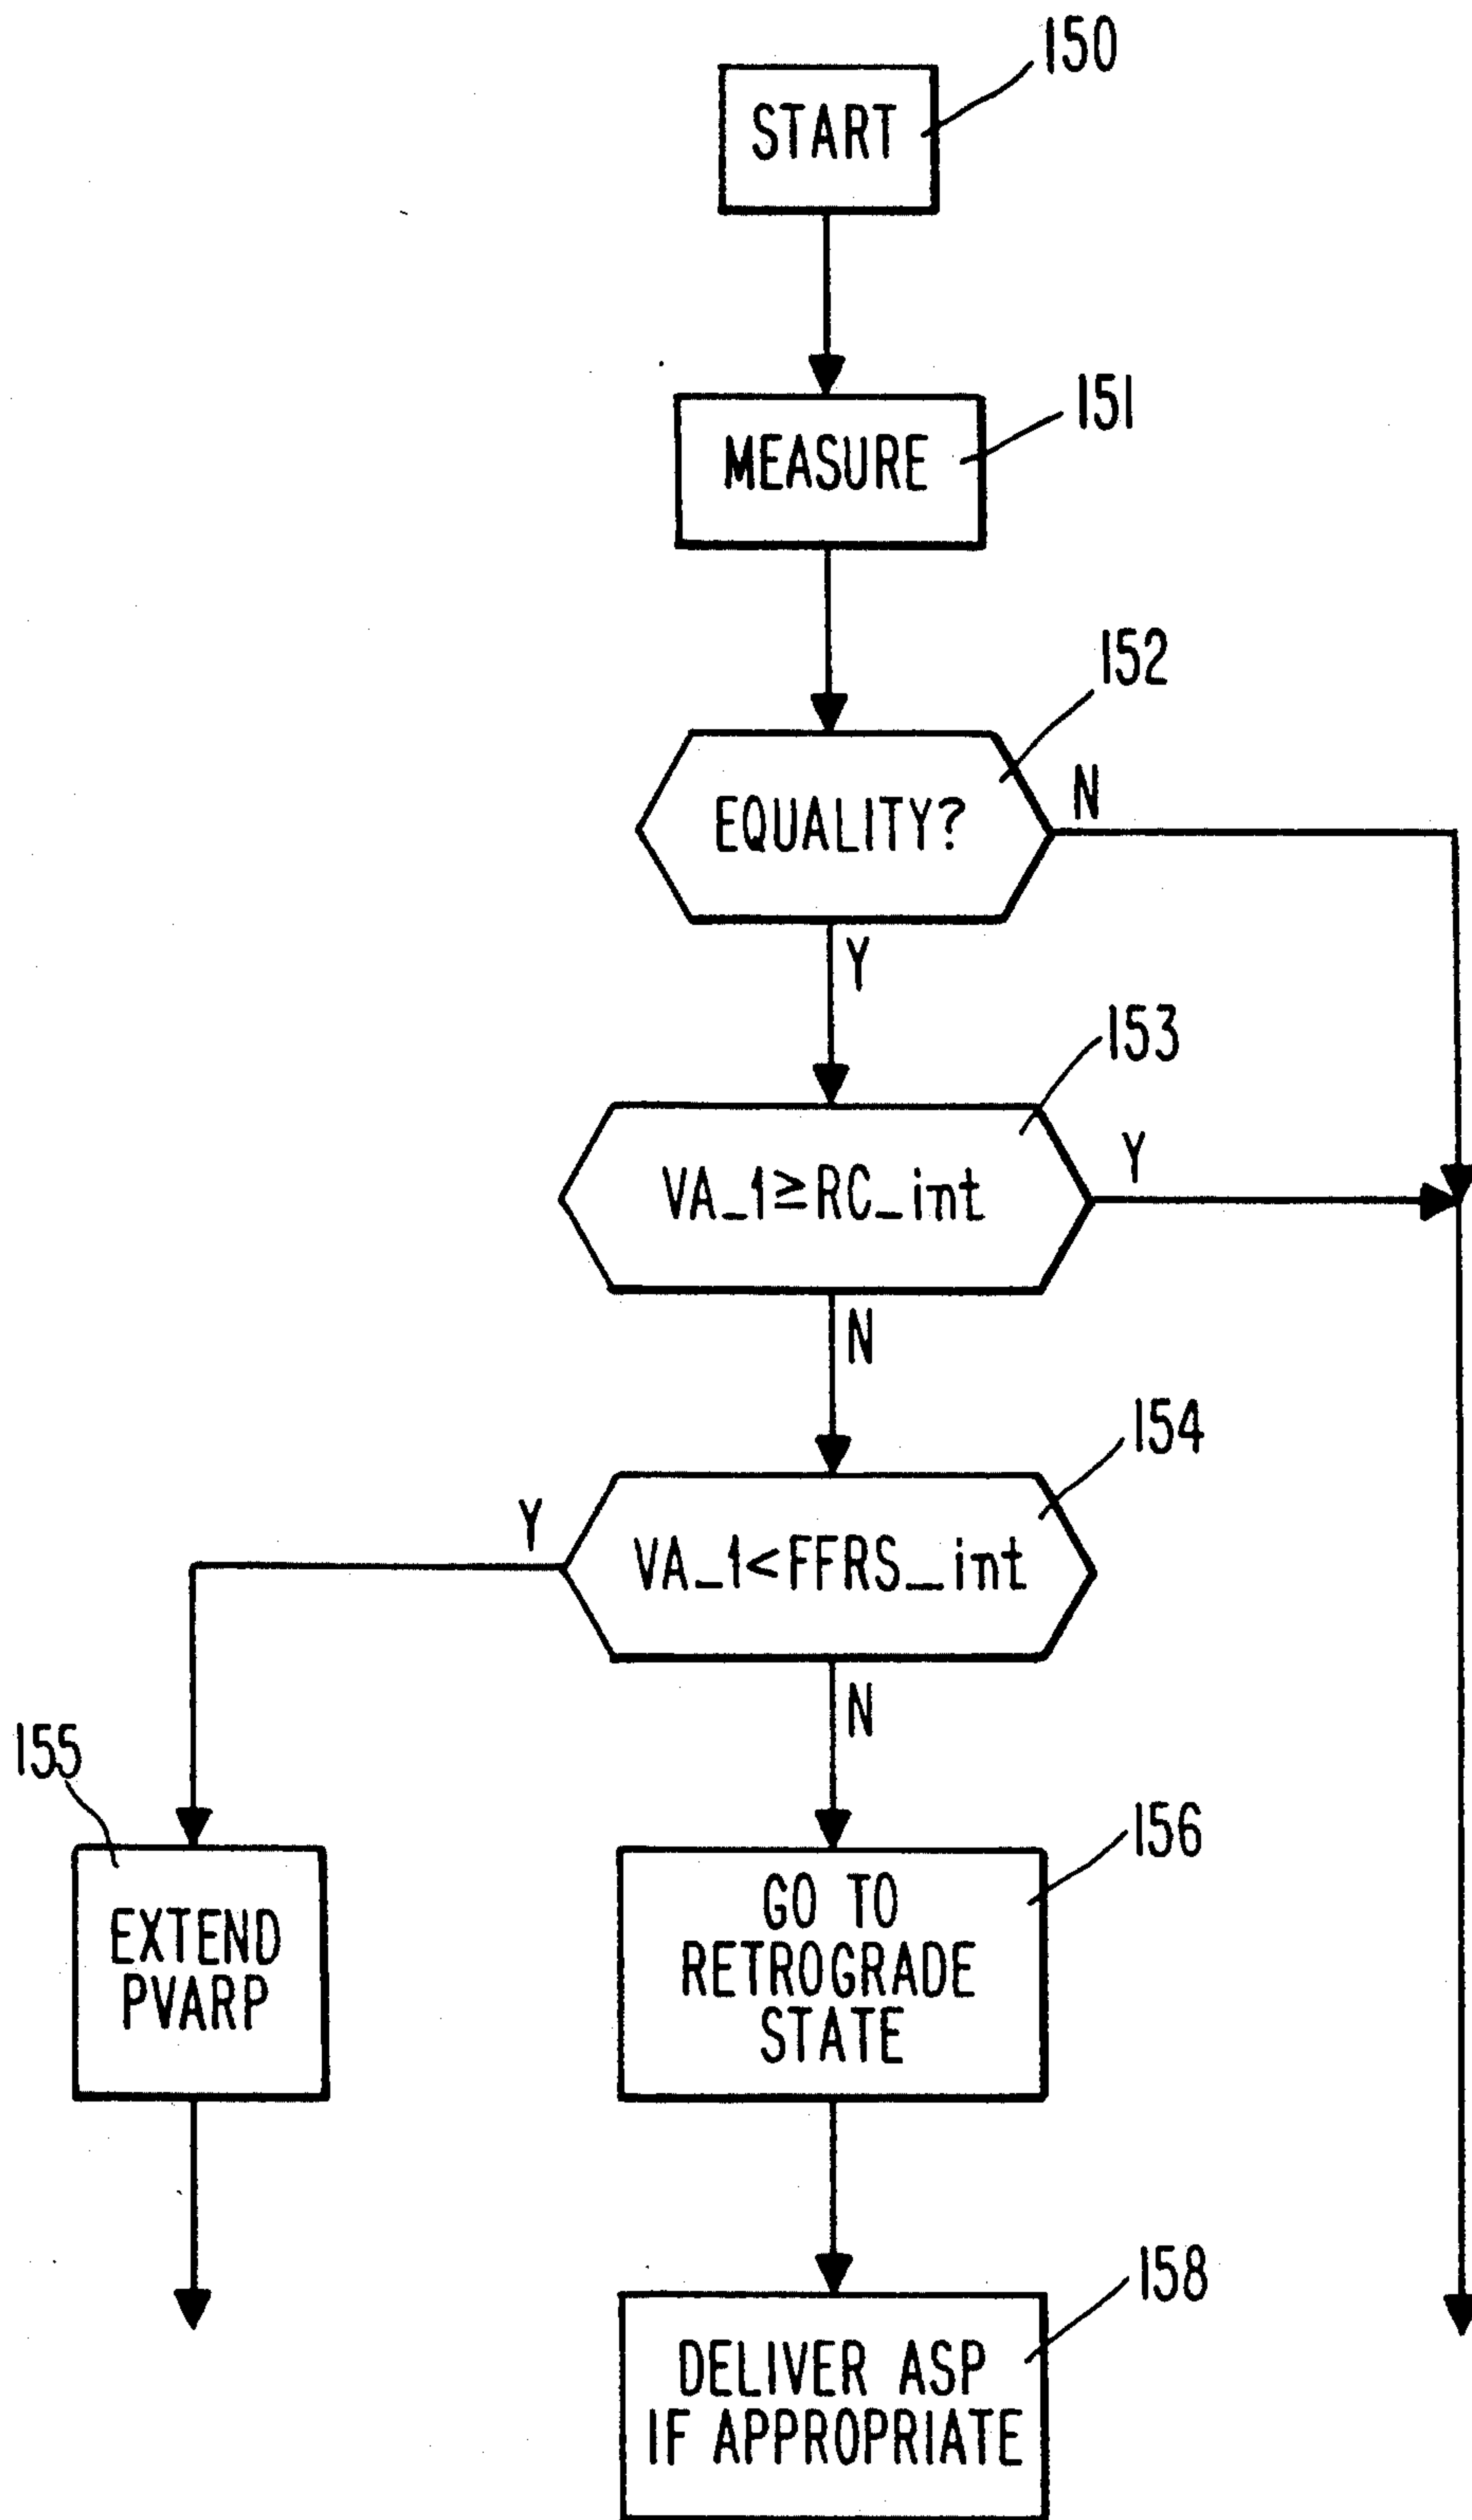 150
START
151
MEASURE
152
EQUALITY?
N
Y
153
VA_1≥RC_int
Y
N
154
Y
VA_1<FFRS_int
N
155
156
EXTEND
PVARP
GO TO
RETROGRADE
STATE
158
DELIVER ASP
IF APPROPRIATE